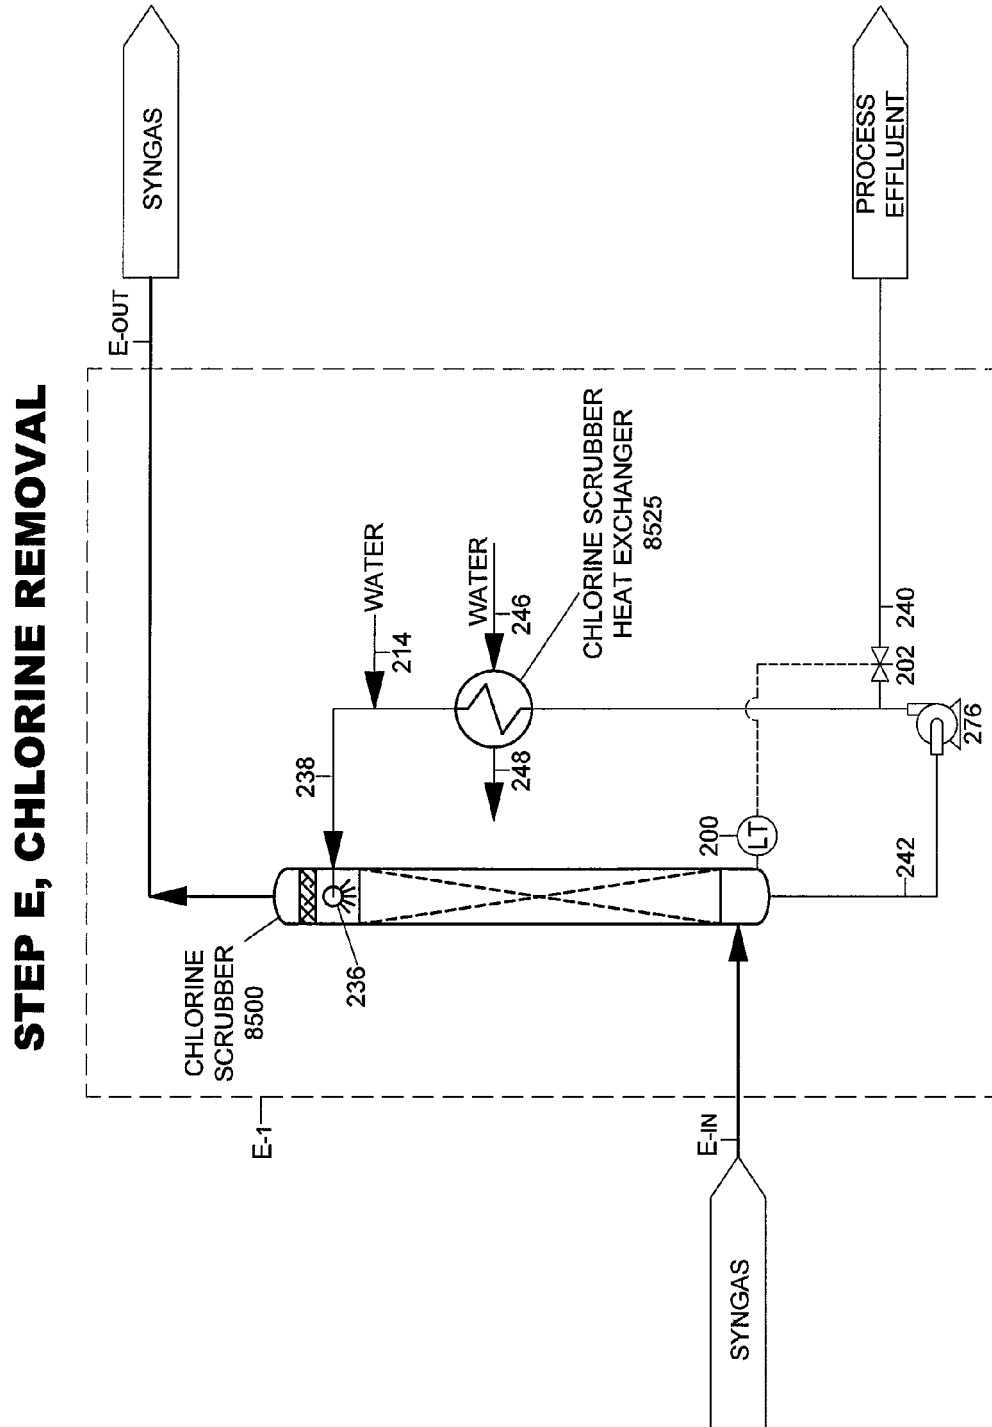 STEP E, CHLORINE REMOVAL
SYNGAS
E-OUT
PROCESS
EFFLUENT
WATER
214
WATER
246
CHLORINE SCRUBBER
HEAT EXCHANGER
8525
238
248
240
202
276
200
LT
242
CHLORINE
SCRUBBER
8500
236
E-1
E-IN
SYNGAS